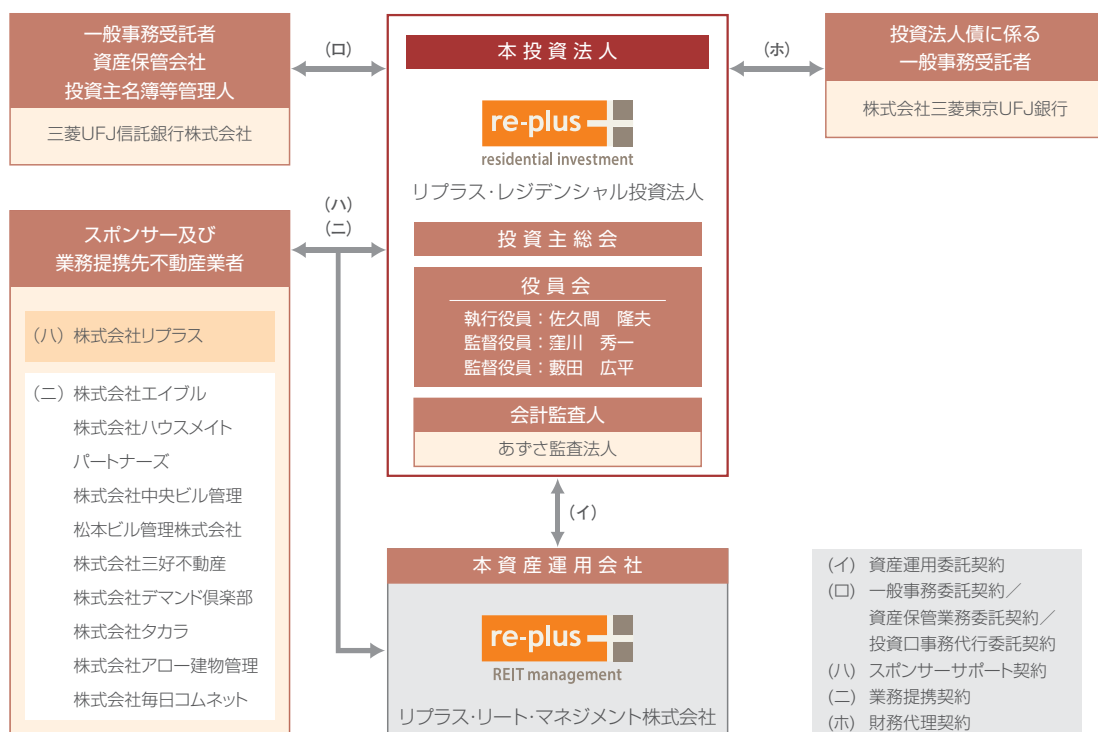 一般事務受託者
資産保管会社
投資主名簿等管理人
三菱UFJ信託銀行株式会社
(ロ)
本投資法人
re-plus
residential investment
リプラス・レジデンシャル投資法人
投資主総会
役員会
執行役員：佐久間　隆夫
監督役員：窪川　秀一
監督役員：藪田　広平
会計監査人
あずさ監査法人
(ホ)
投資法人債に係る
一般事務受託者
株式会社三菱東京UFJ銀行
(ハ)
(ニ)
スポンサー及び
業務提携先不動産業者
(ハ) 株式会社リプラス
(ニ) 株式会社エイブル
株式会社ハウスメイト
パートナーズ
株式会社中央ビル管理
松本ビル管理株式会社
株式会社三好不動産
株式会社デマンド倶楽部
株式会社タカラ
株式会社アロー建物管理
株式会社毎日コムネット
(イ)
本資産運用会社
re-plus
REIT management
リプラス・リート・マネジメント株式会社
(イ) 資産運用委託契約
(ロ) 一般事務委託契約／
資産保管業務委託契約／
投資口事務代行委託契約
(ハ) スポンサーサポート契約
(ニ) 業務提携契約
(ホ) 財務代理契約